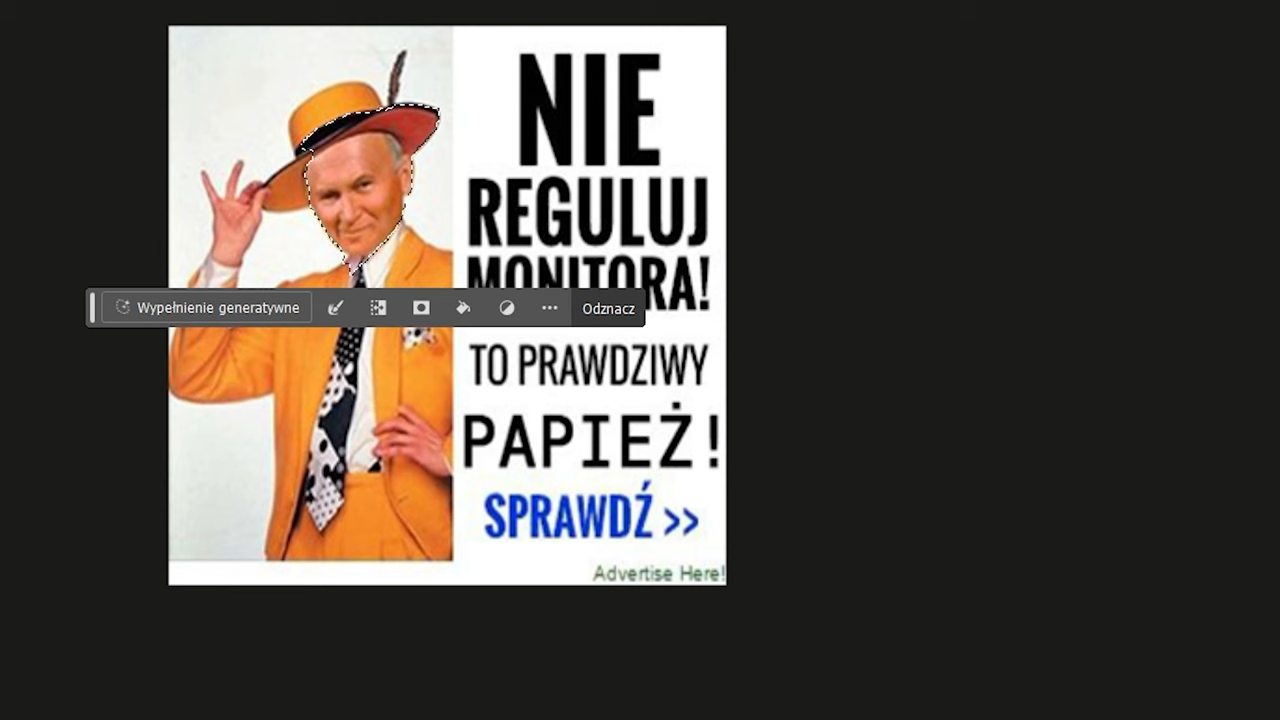 NIE
REGULUJ
MONITORA!
Wypełnienie generatywne
Odznacz
TO PRAWDZIWY
PAPIEŻ!
SPRAWDŹ >>
Advertise Here!